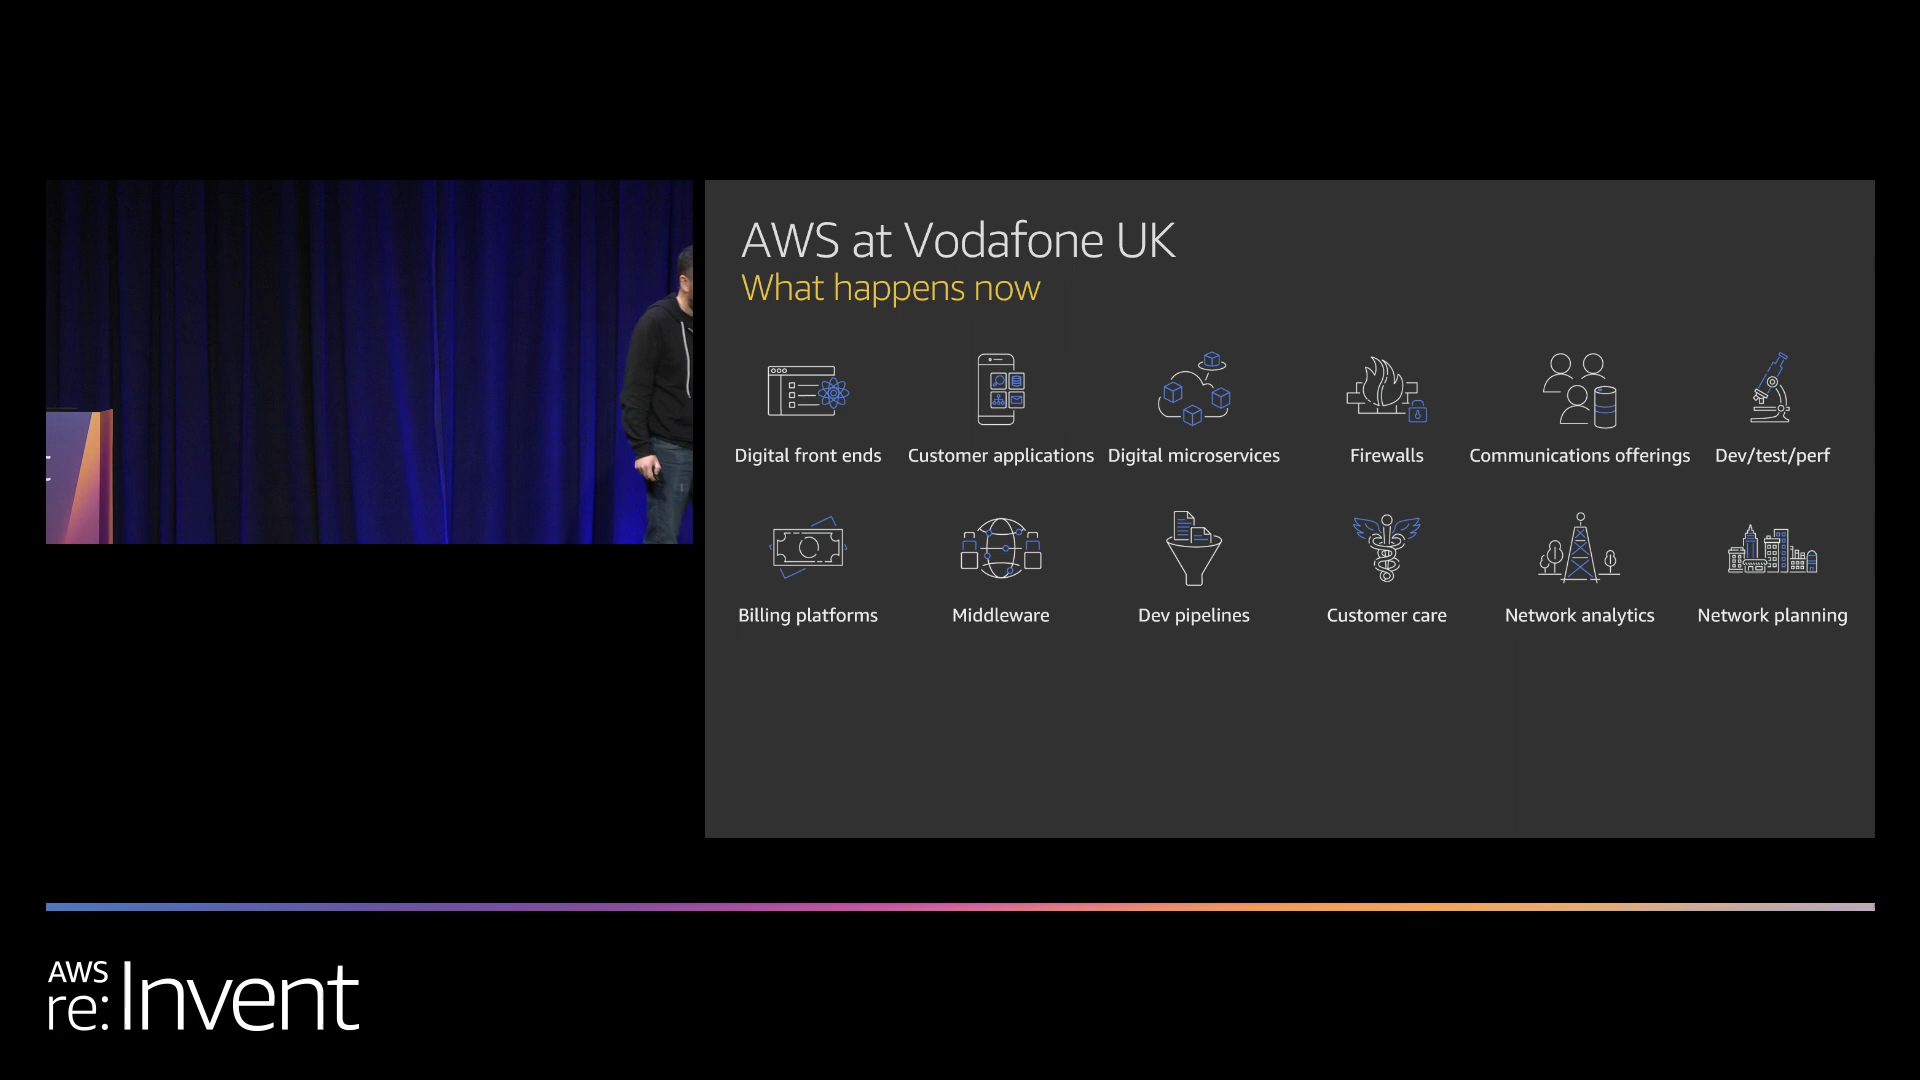 AWS at Vodafone UK
What happens now
Digital front ends
Customer applications
Digital microservices
Firewalls
Communications offerings
Dev/test/perf
Billing platforms
Middleware
Dev pipelines
Customer care
Network analytics
Network planning
AWS
re:Invent